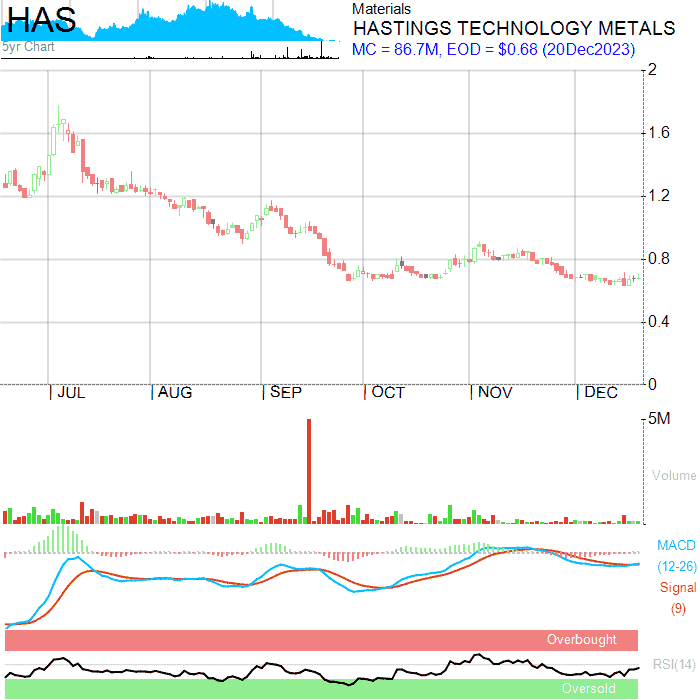 HAS
5yr Chart
Materials
HASTINGS TECHNOLOGY METALS
MC = 86.7M, EOD = $0.68 (20Dec2023)
2
1.6
1.2
0.8
0.4
0
JUL AUG SEP OCT NOV DEC
5M
Volume
MACD
(12-26)
Signal
(9)
Overbought
RSI(14)
Oversold